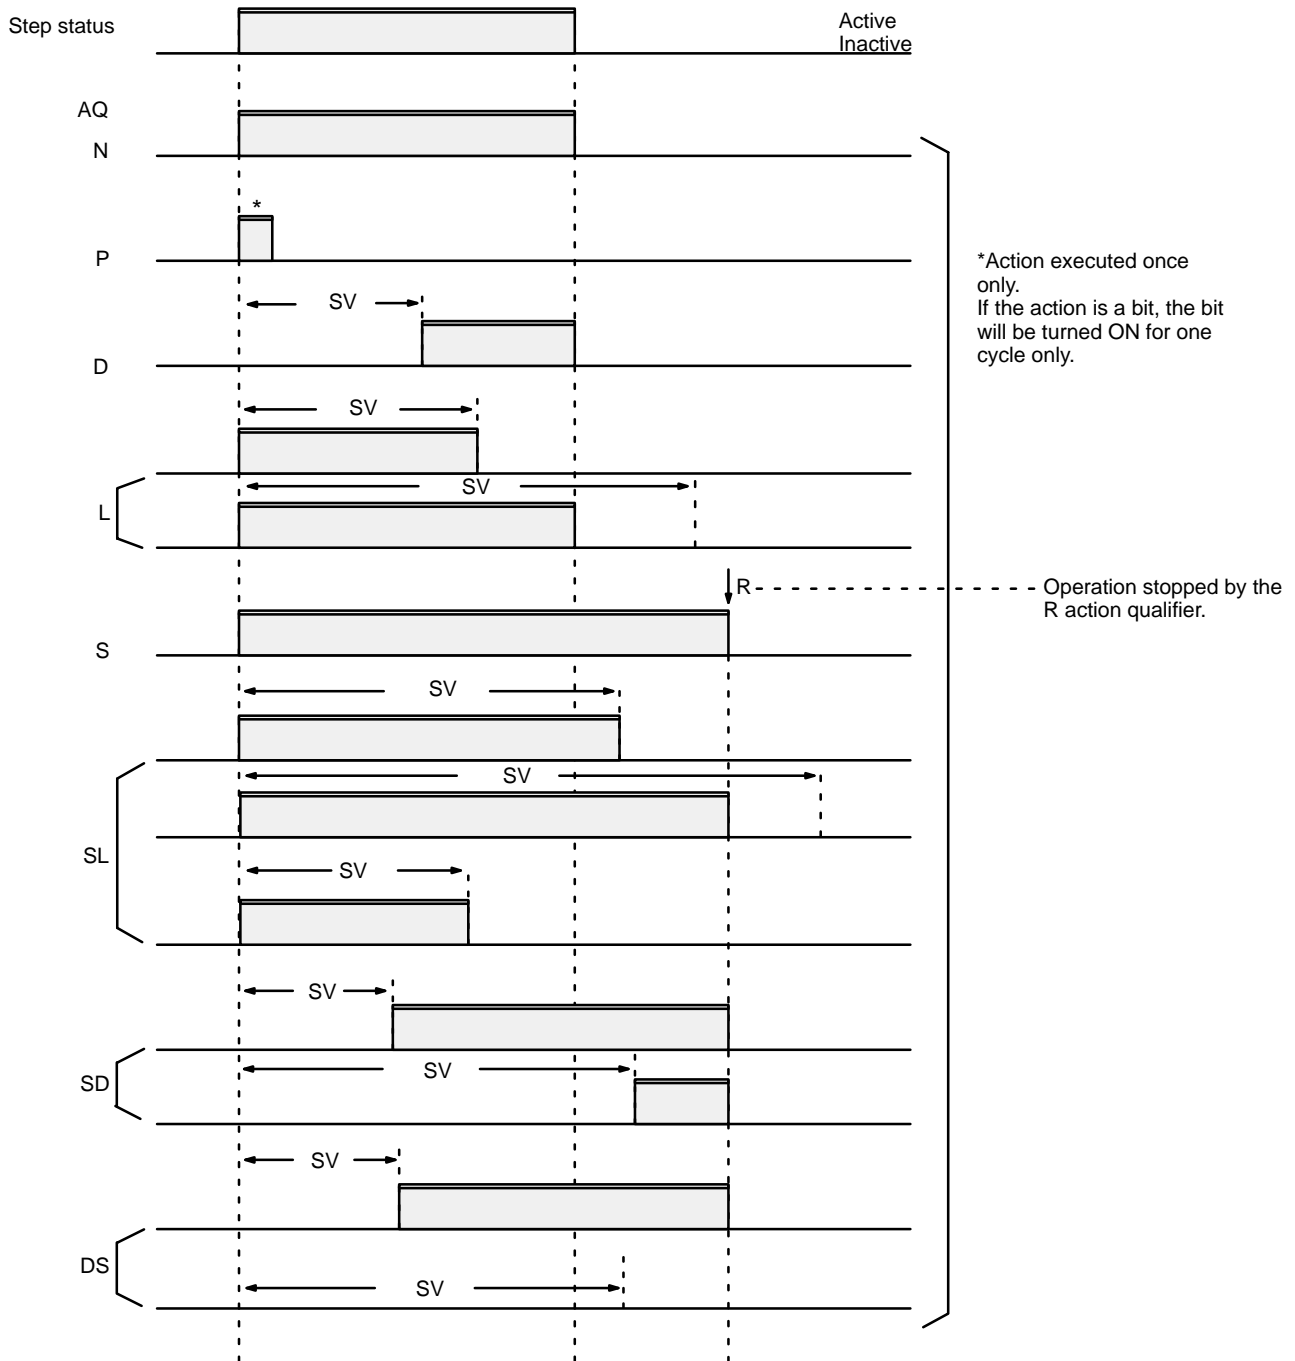 Step status
Active
Inactive
AQ
N
*
P
*Action executed once
only.
If the action is a bit, the bit
will be turned ON for one
cycle only.
SV
D
SV
SV
L
R
Operation stopped by the
R action qualifier.
S
SV
SV
SL
SV
SV
SV
SD
SV
DS
SV